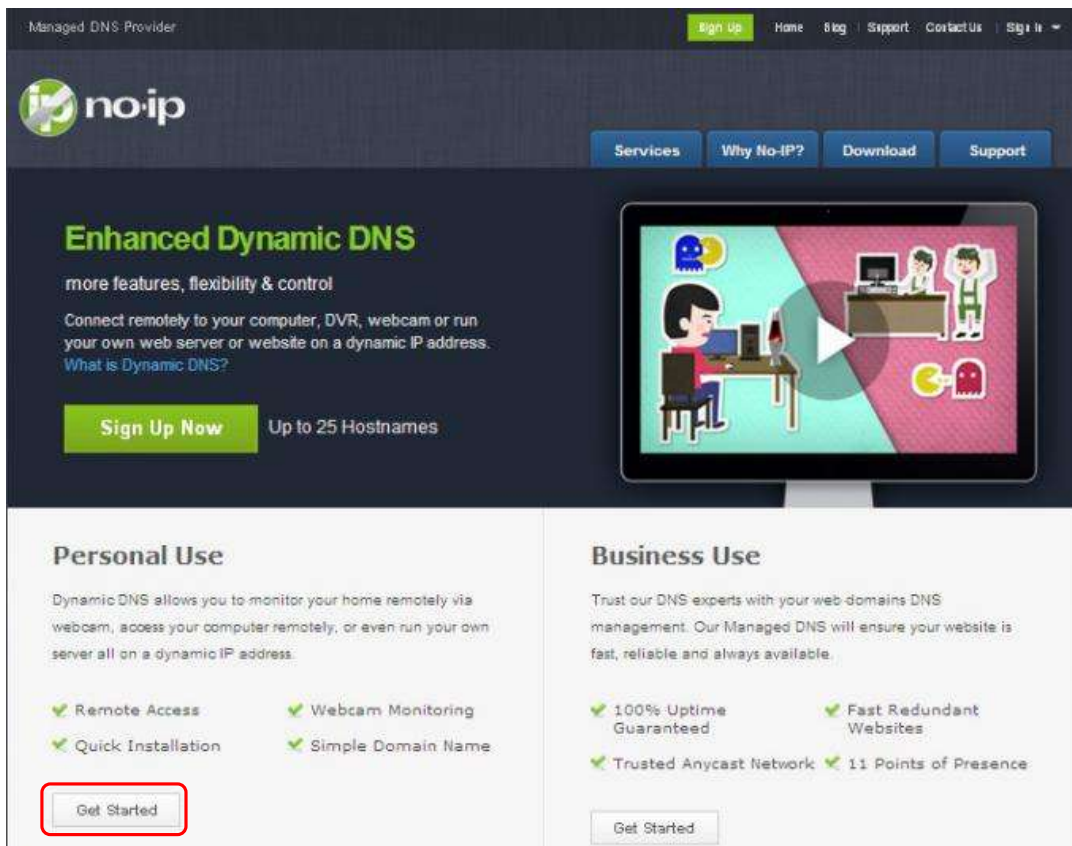 Managed DNS Provider
Sign Up Home Blog Support Contact Us Sign In
ip no·ip
Services Why No-IP? Download Support
Enhanced Dynamic DNS
more features, flexibility & control
Connect remotely to your computer, DVR, webcam or run
your own web server or website on a dynamic IP address.
What is Dynamic DNS?
Sign Up Now Up to 25 Hostnames
Personal Use
Dynamic DNS allows you to monitor your home remotely via
webcam, access your computer remotely, or even run your own
server all on a dynamic IP address.
Remote Access Webcam Monitoring
Quick Installation Simple Domain Name
Get Started
Business Use
Trust our DNS experts with your web domains DNS
management. Our Managed DNS will ensure your website is
fast, reliable and always available.
100% Uptime
Guaranteed
Fast Redundant
Websites
Trusted Anycast Network 11 Points of Presence
Get Started